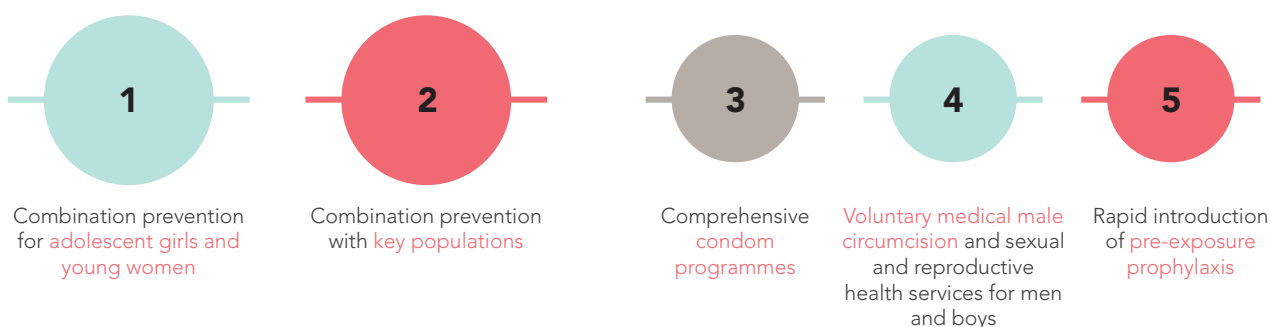 1
Combination prevention
for adolescent girls and
young women
2
Combination prevention
with key populations
3
Comprehensive
condom
programmes
4
Voluntary medical male
circumcision and sexual
and reproductive
health services for men
and boys
5
Rapid introduction
of pre-exposure
prophylaxis